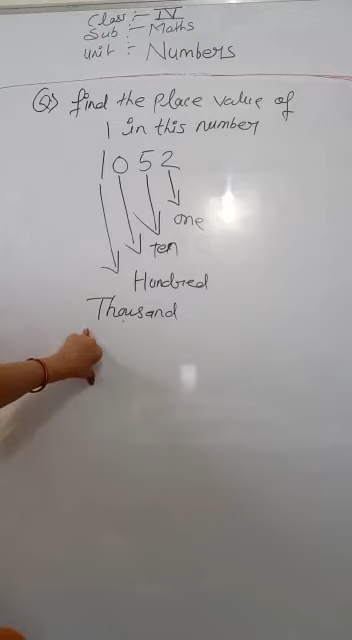 Class :- IV
Sub :- Maths
Unit :- Numbers
Q) find the place value of
1 in this number
1052
one
Ten
Hundred
Thousand